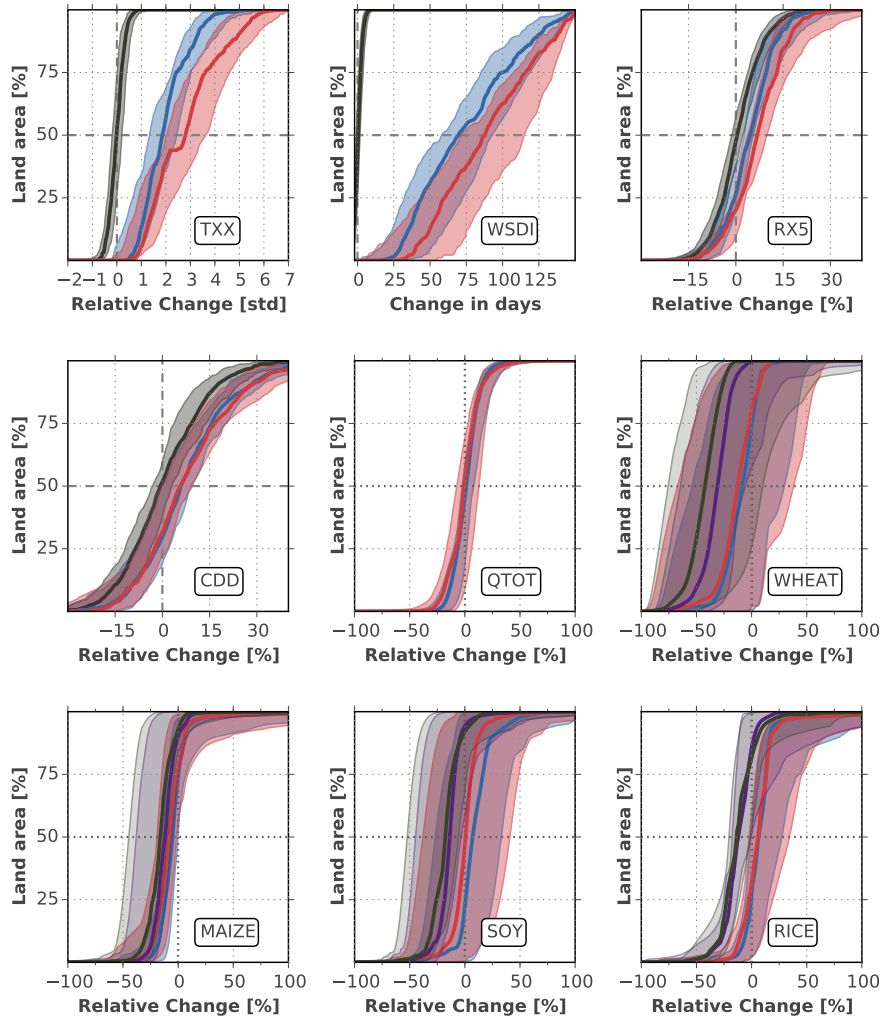 Land area [%]
75
50
25
TXX
−2 −1 0 1 2 3 4 5 6 7
Relative Change [std]
Land area [%]
75
50
25
WSDI
0 25 50 75 100 125
Change in days
Land area [%]
75
50
25
RX5
−15 0 15 30
Relative Change [%]
Land area [%]
75
50
25
CDD
−15 0 15 30
Relative Change [%]
Land area [%]
75
50
25
QTOT
−100 −50 0 50 100
Relative Change [%]
Land area [%]
75
50
25
WHEAT
−100 −50 0 50 100
Relative Change [%]
Land area [%]
75
50
25
MAIZE
−100 −50 0 50 100
Relative Change [%]
Land area [%]
75
50
25
SOY
−100 −50 0 50 100
Relative Change [%]
Land area [%]
75
50
25
RICE
−100 −50 0 50 100
Relative Change [%]